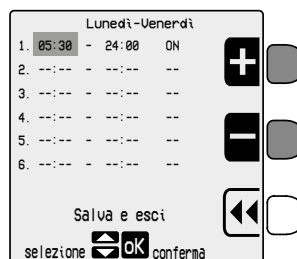 Lunedì-Venerdì
1. 05:30 - 24:00 ON
2. --:-- - --:-- --
3. --:-- - --:-- --
4. --:-- - --:-- --
5. --:-- - --:-- --
6. --:-- - --:-- --
Salva e esci
selezione OK conferma